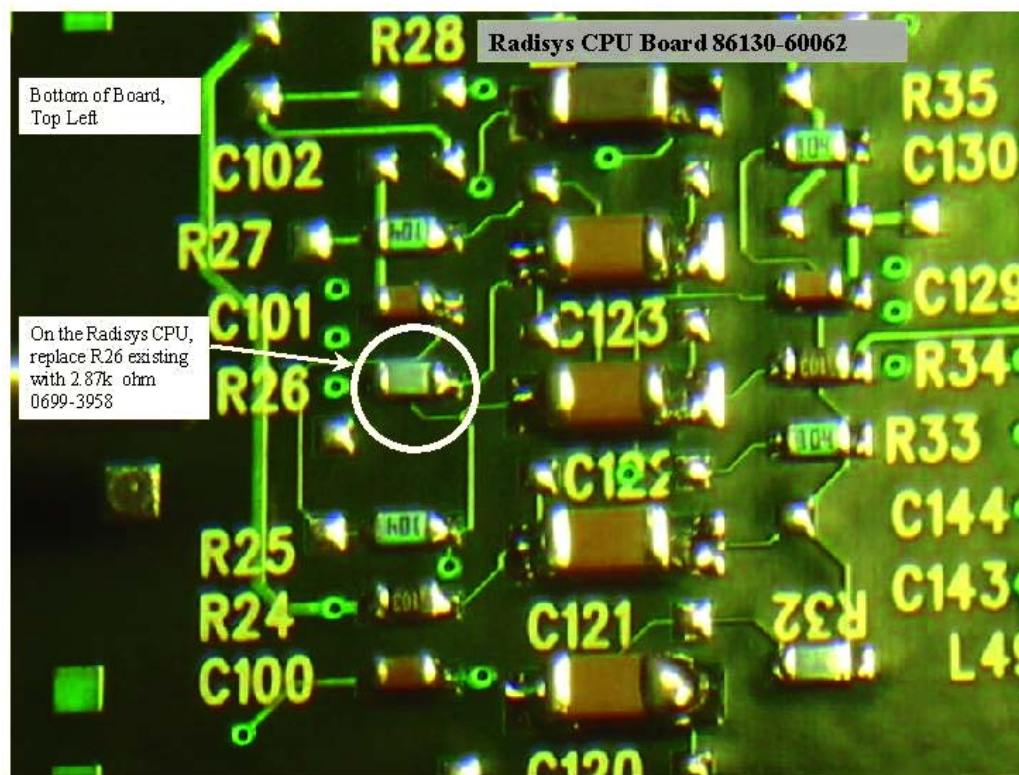 R28
Radisys CPU Board 86130-60062
Bottom of Board,
Top Left
R35
C102
104
C130
R27
104
C101
C123
C129
On the Radisys CPU,
replace R26 existing
with 2.87k ohm
0699-3958
R26
R34
104
R33
C122
R25
104
C144
R24
C121
R32
C143
C100
L49
C120